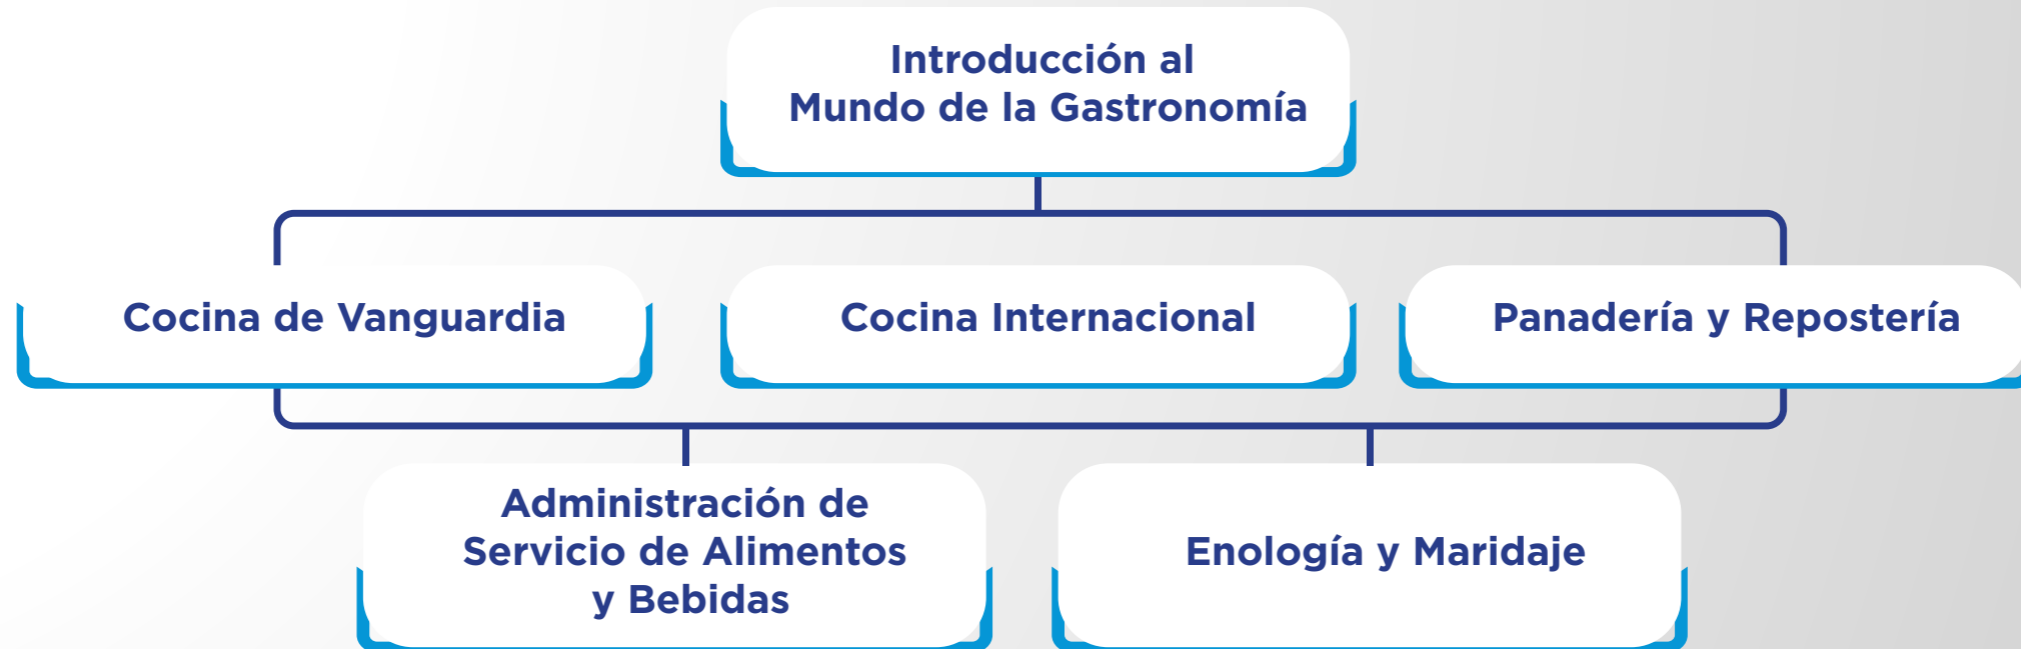 Introducción al
Mundo de la Gastronomía
Cocina de Vanguardia
Cocina Internacional
Panadería y Repostería
Administración de
Servicio de Alimentos
y Bebidas
Enología y Maridaje